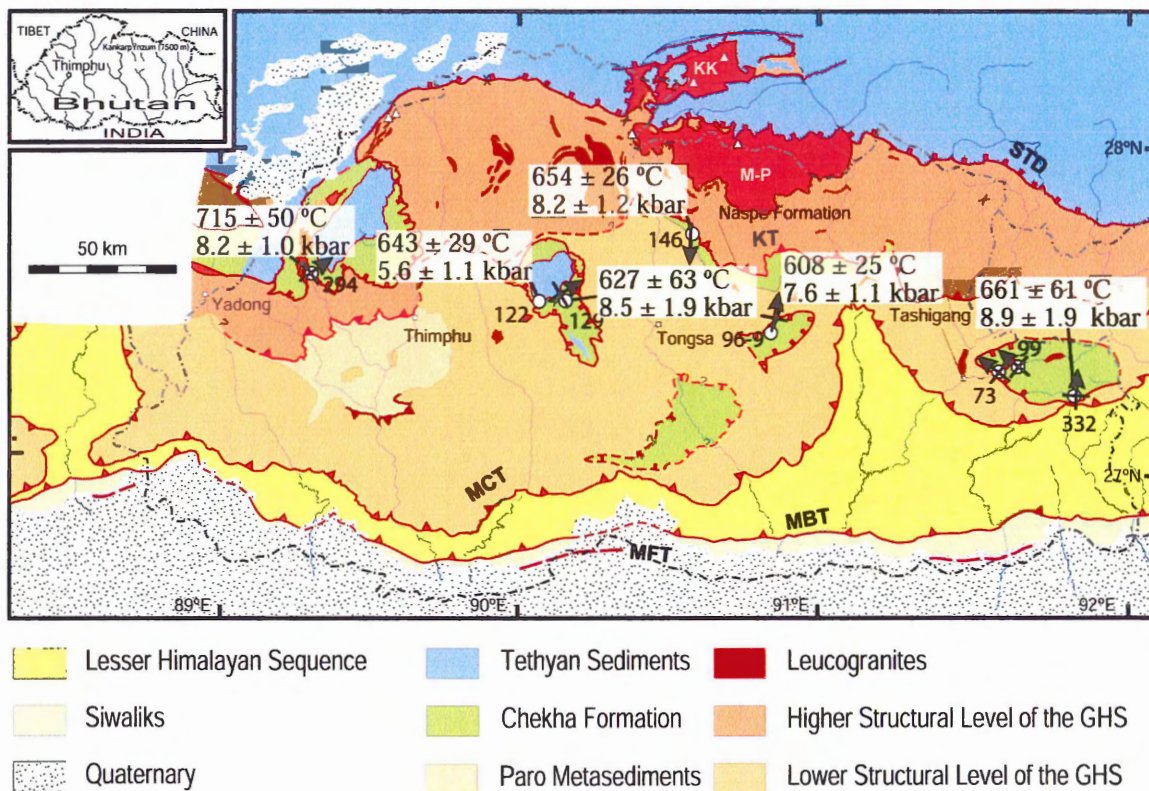 TIBET
CHINA
Thimphu
Bhutan
INDIA
KK
STD
28°N
M-P
654 ± 26 °C
8.2 ± 1.2 kbar
Naspe Formation
715 ± 50 °C
8.2 ± 1.0 kbar
146
KT
50 km
643 ± 29 °C
5.6 ± 1.1 kbar
627 ± 63 °C
8.5 ± 1.9 kbar
608 ± 25 °C
7.6 ± 1.1 kbar
661 ± 61 °C
8.9 ± 1.9 kbar
294
Yadong
122
129
Thimphu
Tongsa
96-9
Tashigang
99
73
332
?
?
MCT
27°N
MBT
MFT
89°E
90°E
91°E
92°E
Lesser Himalayan Sequence
Tethyan Sediments
Leucogranites
Siwaliks
Chekha Formation
Higher Structural Level of the GHS
Quaternary
Paro Metasediments
Lower Structural Level of the GHS